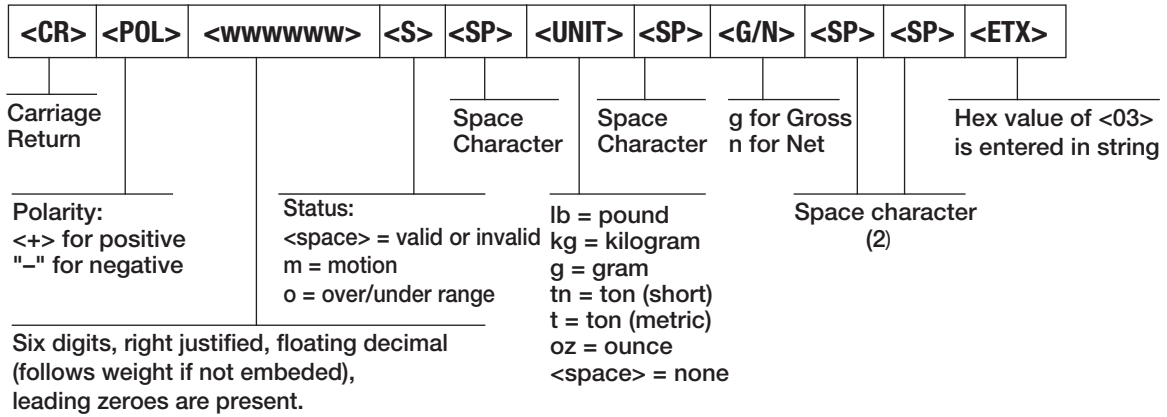 <CR> <POL> <wwwwww> <S> <SP> <UNIT> <SP> <G/N> <SP> <SP> <ETX>
Carriage
Return
Space
Character
Space
Character
g for Gross
n for Net
Hex value of <03>
is entered in string
Polarity:
<+> for positive
"–" for negative
Status:
<space> = valid or invalid
m = motion
o = over/under range
lb = pound
kg = kilogram
g = gram
tn = ton (short)
t = ton (metric)
oz = ounce
<space> = none
Space character
(2)
Six digits, right justified, floating decimal
(follows weight if not embeded),
leading zeroes are present.